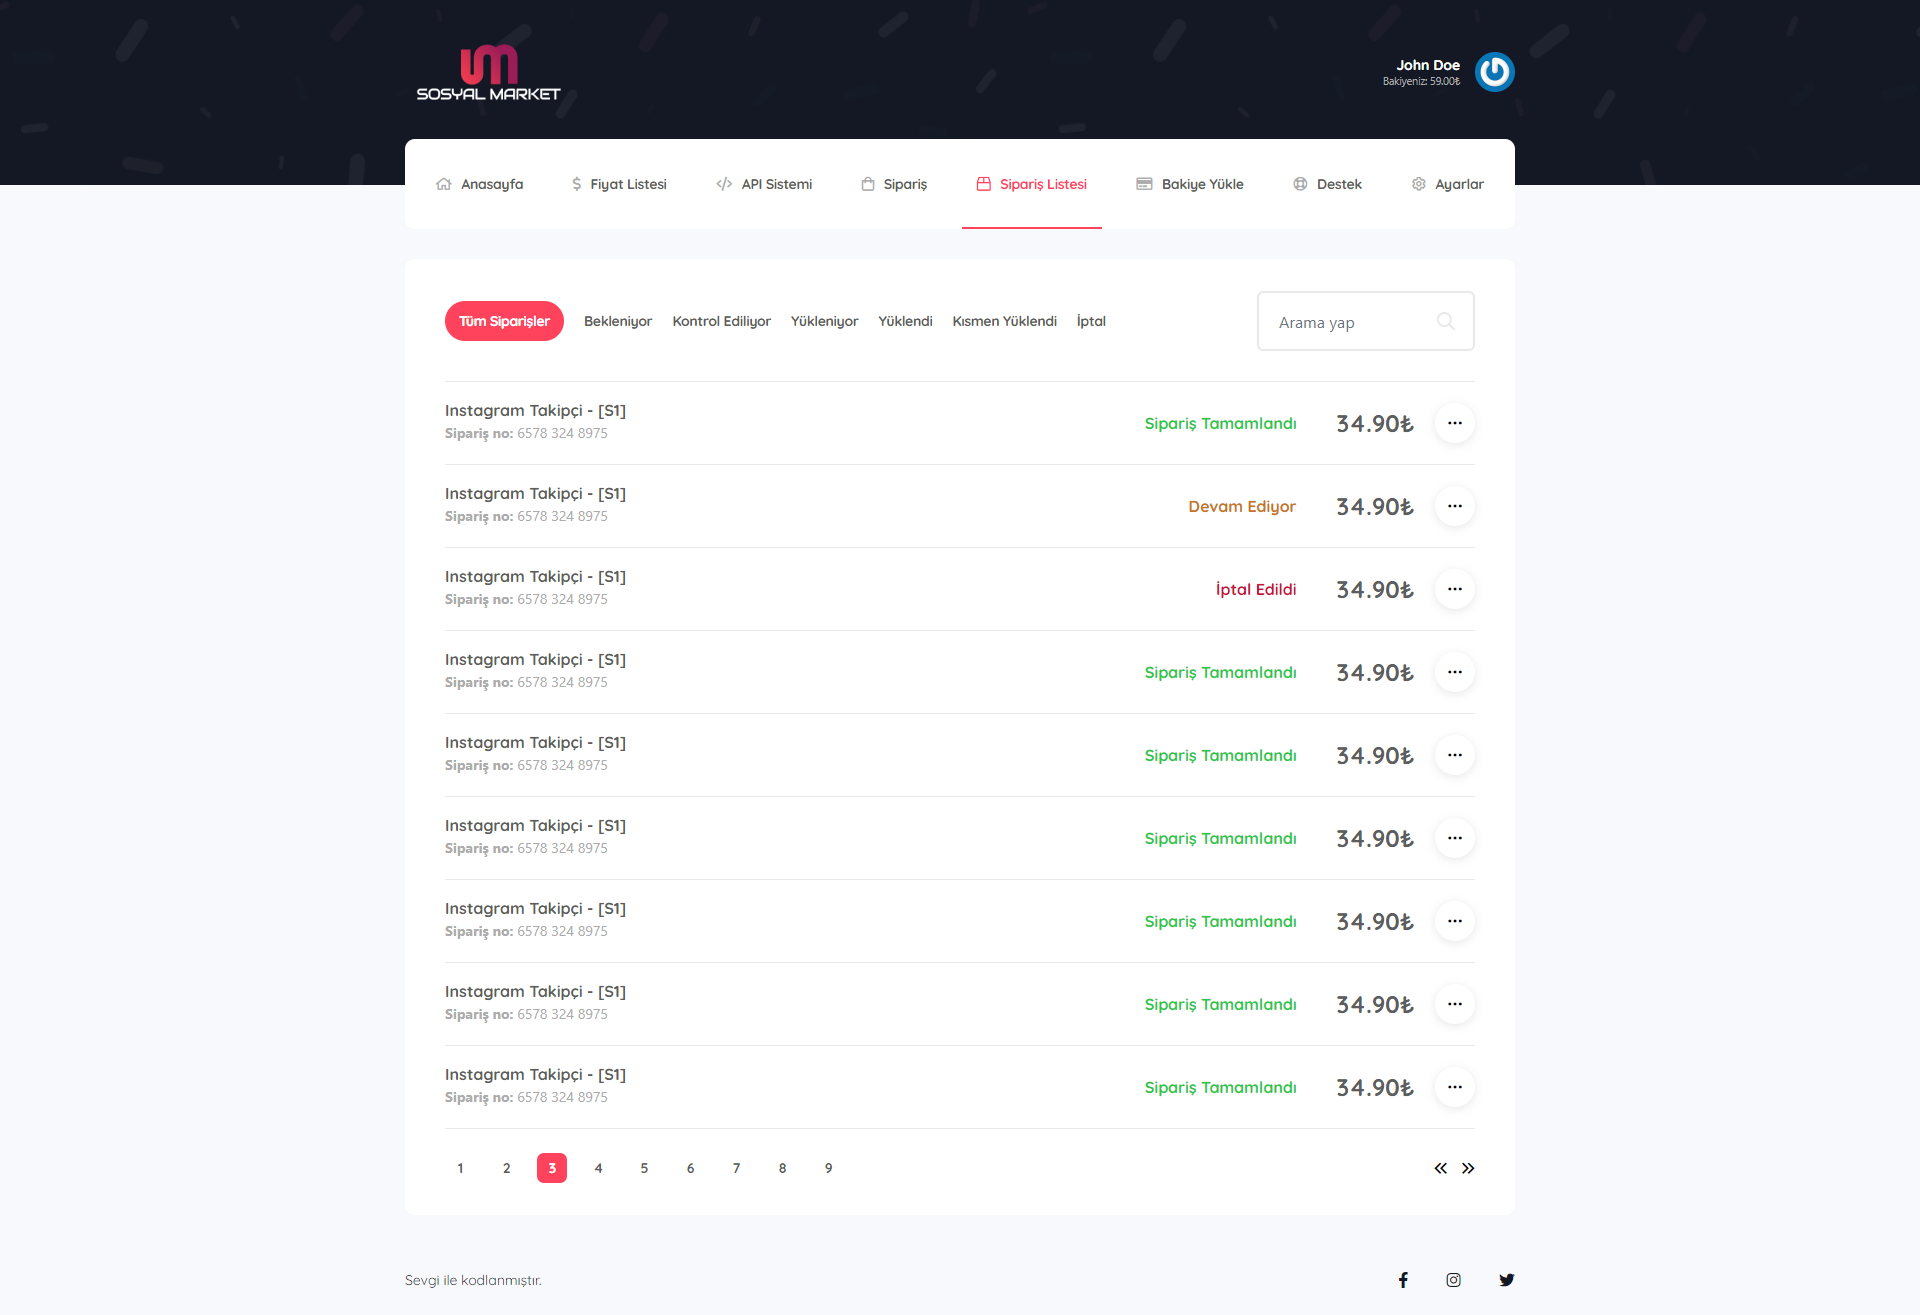 SOSYAL MARKET
John Doe
Bakiyeniz: 59.00₺
Anasayfa
Fiyat Listesi
API Sistemi
Sipariş
Sipariş Listesi
Bakiye Yükle
Destek
Ayarlar
Tüm Siparişler
Bekleniyor
Kontrol Ediliyor
Yükleniyor
Yüklendi
Kısmen Yüklendi
İptal
Arama yap
Instagram Takipçi - [S1]
Sipariş no: 6578 324 8975
Sipariş Tamamlandı
34.90₺
Instagram Takipçi - [S1]
Sipariş no: 6578 324 8975
Devam Ediyor
34.90₺
Instagram Takipçi - [S1]
Sipariş no: 6578 324 8975
İptal Edildi
34.90₺
Instagram Takipçi - [S1]
Sipariş no: 6578 324 8975
Sipariş Tamamlandı
34.90₺
Instagram Takipçi - [S1]
Sipariş no: 6578 324 8975
Sipariş Tamamlandı
34.90₺
Instagram Takipçi - [S1]
Sipariş no: 6578 324 8975
Sipariş Tamamlandı
34.90₺
Instagram Takipçi - [S1]
Sipariş no: 6578 324 8975
Sipariş Tamamlandı
34.90₺
Instagram Takipçi - [S1]
Sipariş no: 6578 324 8975
Sipariş Tamamlandı
34.90₺
Instagram Takipçi - [S1]
Sipariş no: 6578 324 8975
Sipariş Tamamlandı
34.90₺
1 2 3 4 5 6 7 8 9
Sevgi ile kodlanmıştır.